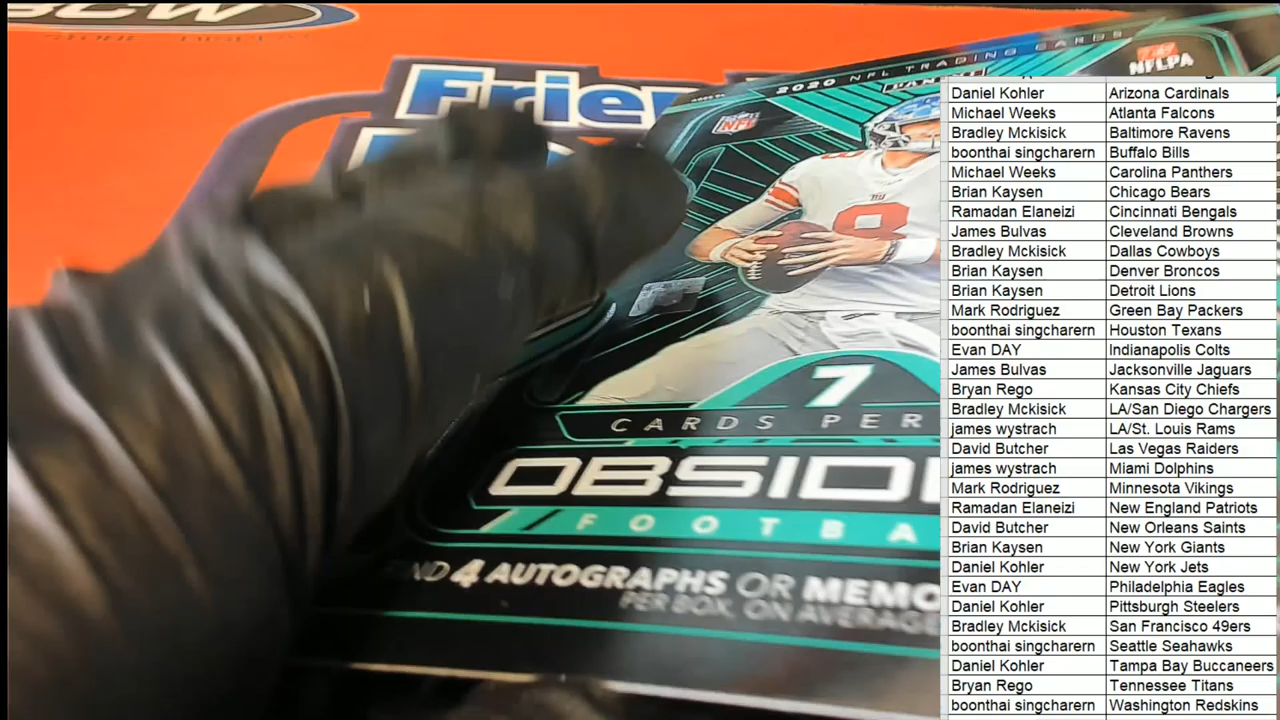 BCW
Frien
2020 NFL TRADING CARDS
PANINI
NFLPA
NFL
8
7
CARDS PER
OBSIDI
FOOTBA
4 AUTOGRAPHS OR MEMO
PER BOX, ON AVERAGE
Daniel Kohler Arizona Cardinals
Michael Weeks Atlanta Falcons
Bradley Mckisick Baltimore Ravens
boonthai singcharern Buffalo Bills
Michael Weeks Carolina Panthers
Brian Kaysen Chicago Bears
Ramadan Elaneizi Cincinnati Bengals
James Bulvas Cleveland Browns
Bradley Mckisick Dallas Cowboys
Brian Kaysen Denver Broncos
Brian Kaysen Detroit Lions
Mark Rodriguez Green Bay Packers
boonthai singcharern Houston Texans
Evan DAY Indianapolis Colts
James Bulvas Jacksonville Jaguars
Bryan Rego Kansas City Chiefs
Bradley Mckisick LA/San Diego Chargers
james wystrach LA/St. Louis Rams
David Butcher Las Vegas Raiders
james wystrach Miami Dolphins
Mark Rodriguez Minnesota Vikings
Ramadan Elaneizi New England Patriots
David Butcher New Orleans Saints
Brian Kaysen New York Giants
Daniel Kohler New York Jets
Evan DAY Philadelphia Eagles
Daniel Kohler Pittsburgh Steelers
Bradley Mckisick San Francisco 49ers
boonthai singcharern Seattle Seahawks
Daniel Kohler Tampa Bay Buccaneers
Bryan Rego Tennessee Titans
boonthai singcharern Washington Redskins